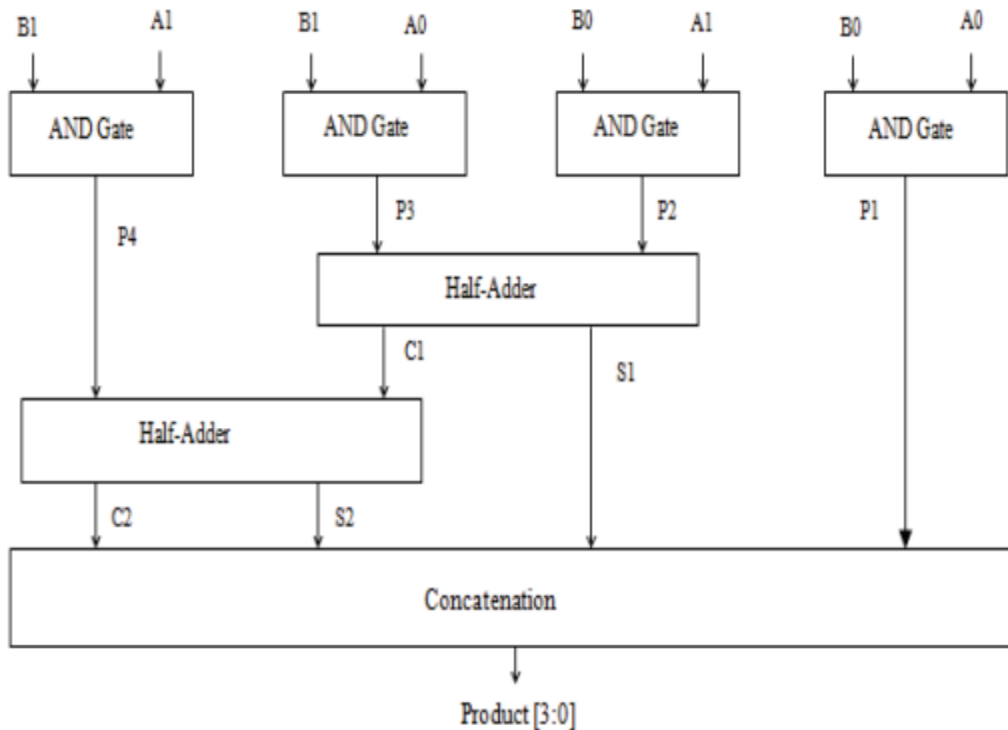 B1 A1 B1 A0 B0 A1 B0 A0
AND Gate AND Gate AND Gate AND Gate
P4 P3 P2 P1
Half-Adder
C1 S1
Half-Adder
C2 S2
Concatenation
Product [3:0]